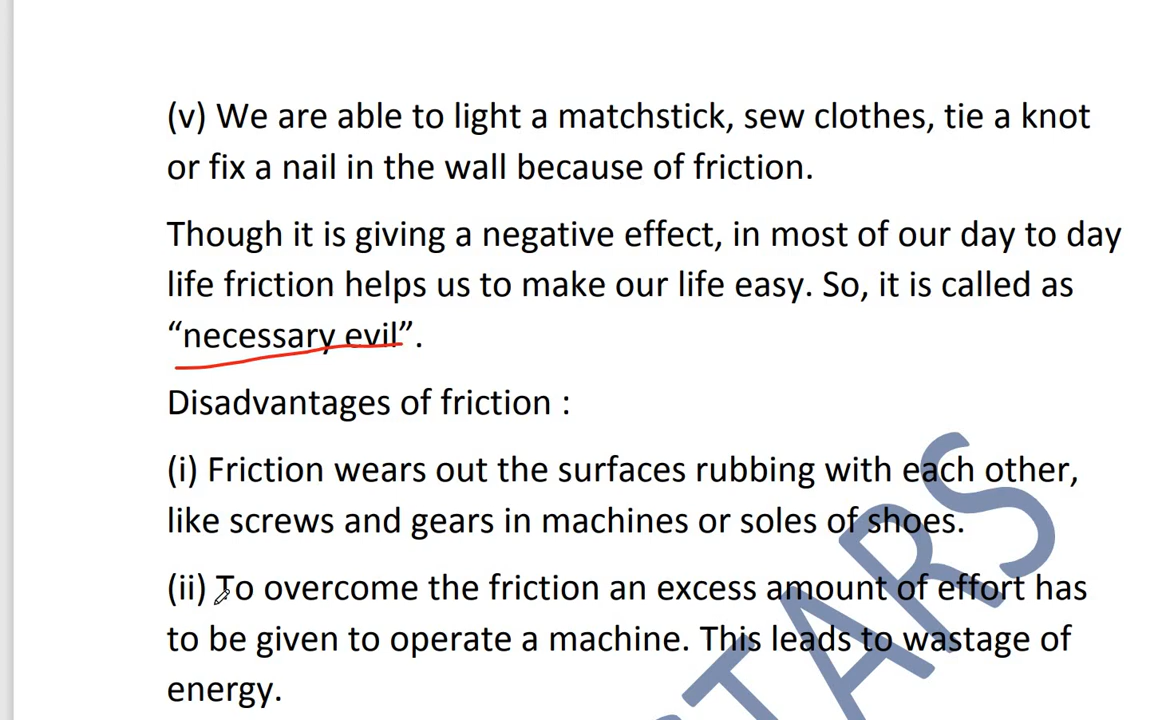 (v) We are able to light a matchstick, sew clothes, tie a knot
or fix a nail in the wall because of friction.
Though it is giving a negative effect, in most of our day to day
life friction helps us to make our life easy. So, it is called as
“necessary evil”.
Disadvantages of friction :
(i) Friction wears out the surfaces rubbing with each other,
like screws and gears in machines or soles of shoes.
(ii) To overcome the friction an excess amount of effort has
to be given to operate a machine. This leads to wastage of
energy.
STARS